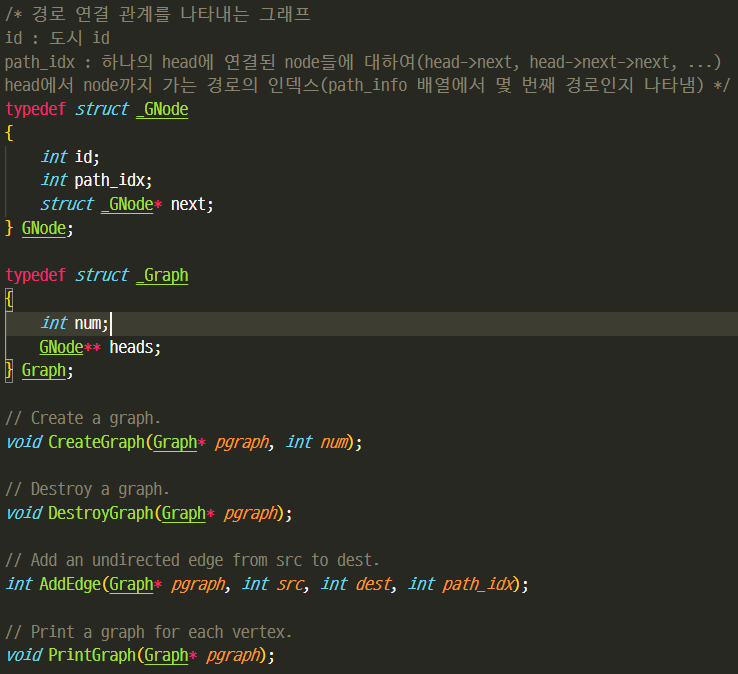 /* 경로 연결 관계를 나타내는 그래프
id : 도시 id
path_idx : 하나의 head에 연결된 node들에 대하여(head->next, head->next->next, ...)
head에서 node까지 가는 경로의 인덱스(path_info 배열에서 몇 번째 경로인지 나타냄) */
typedef struct _GNode
{
    int id;
    int path_idx;
    struct _GNode* next;
} GNode;

typedef struct _Graph
{
    int num;
    GNode** heads;
} Graph;

// Create a graph.
void CreateGraph(Graph* pgraph, int num);

// Destroy a graph.
void DestroyGraph(Graph* pgraph);

// Add an undirected edge from src to dest.
int AddEdge(Graph* pgraph, int src, int dest, int path_idx);

// Print a graph for each vertex.
void PrintGraph(Graph* pgraph);